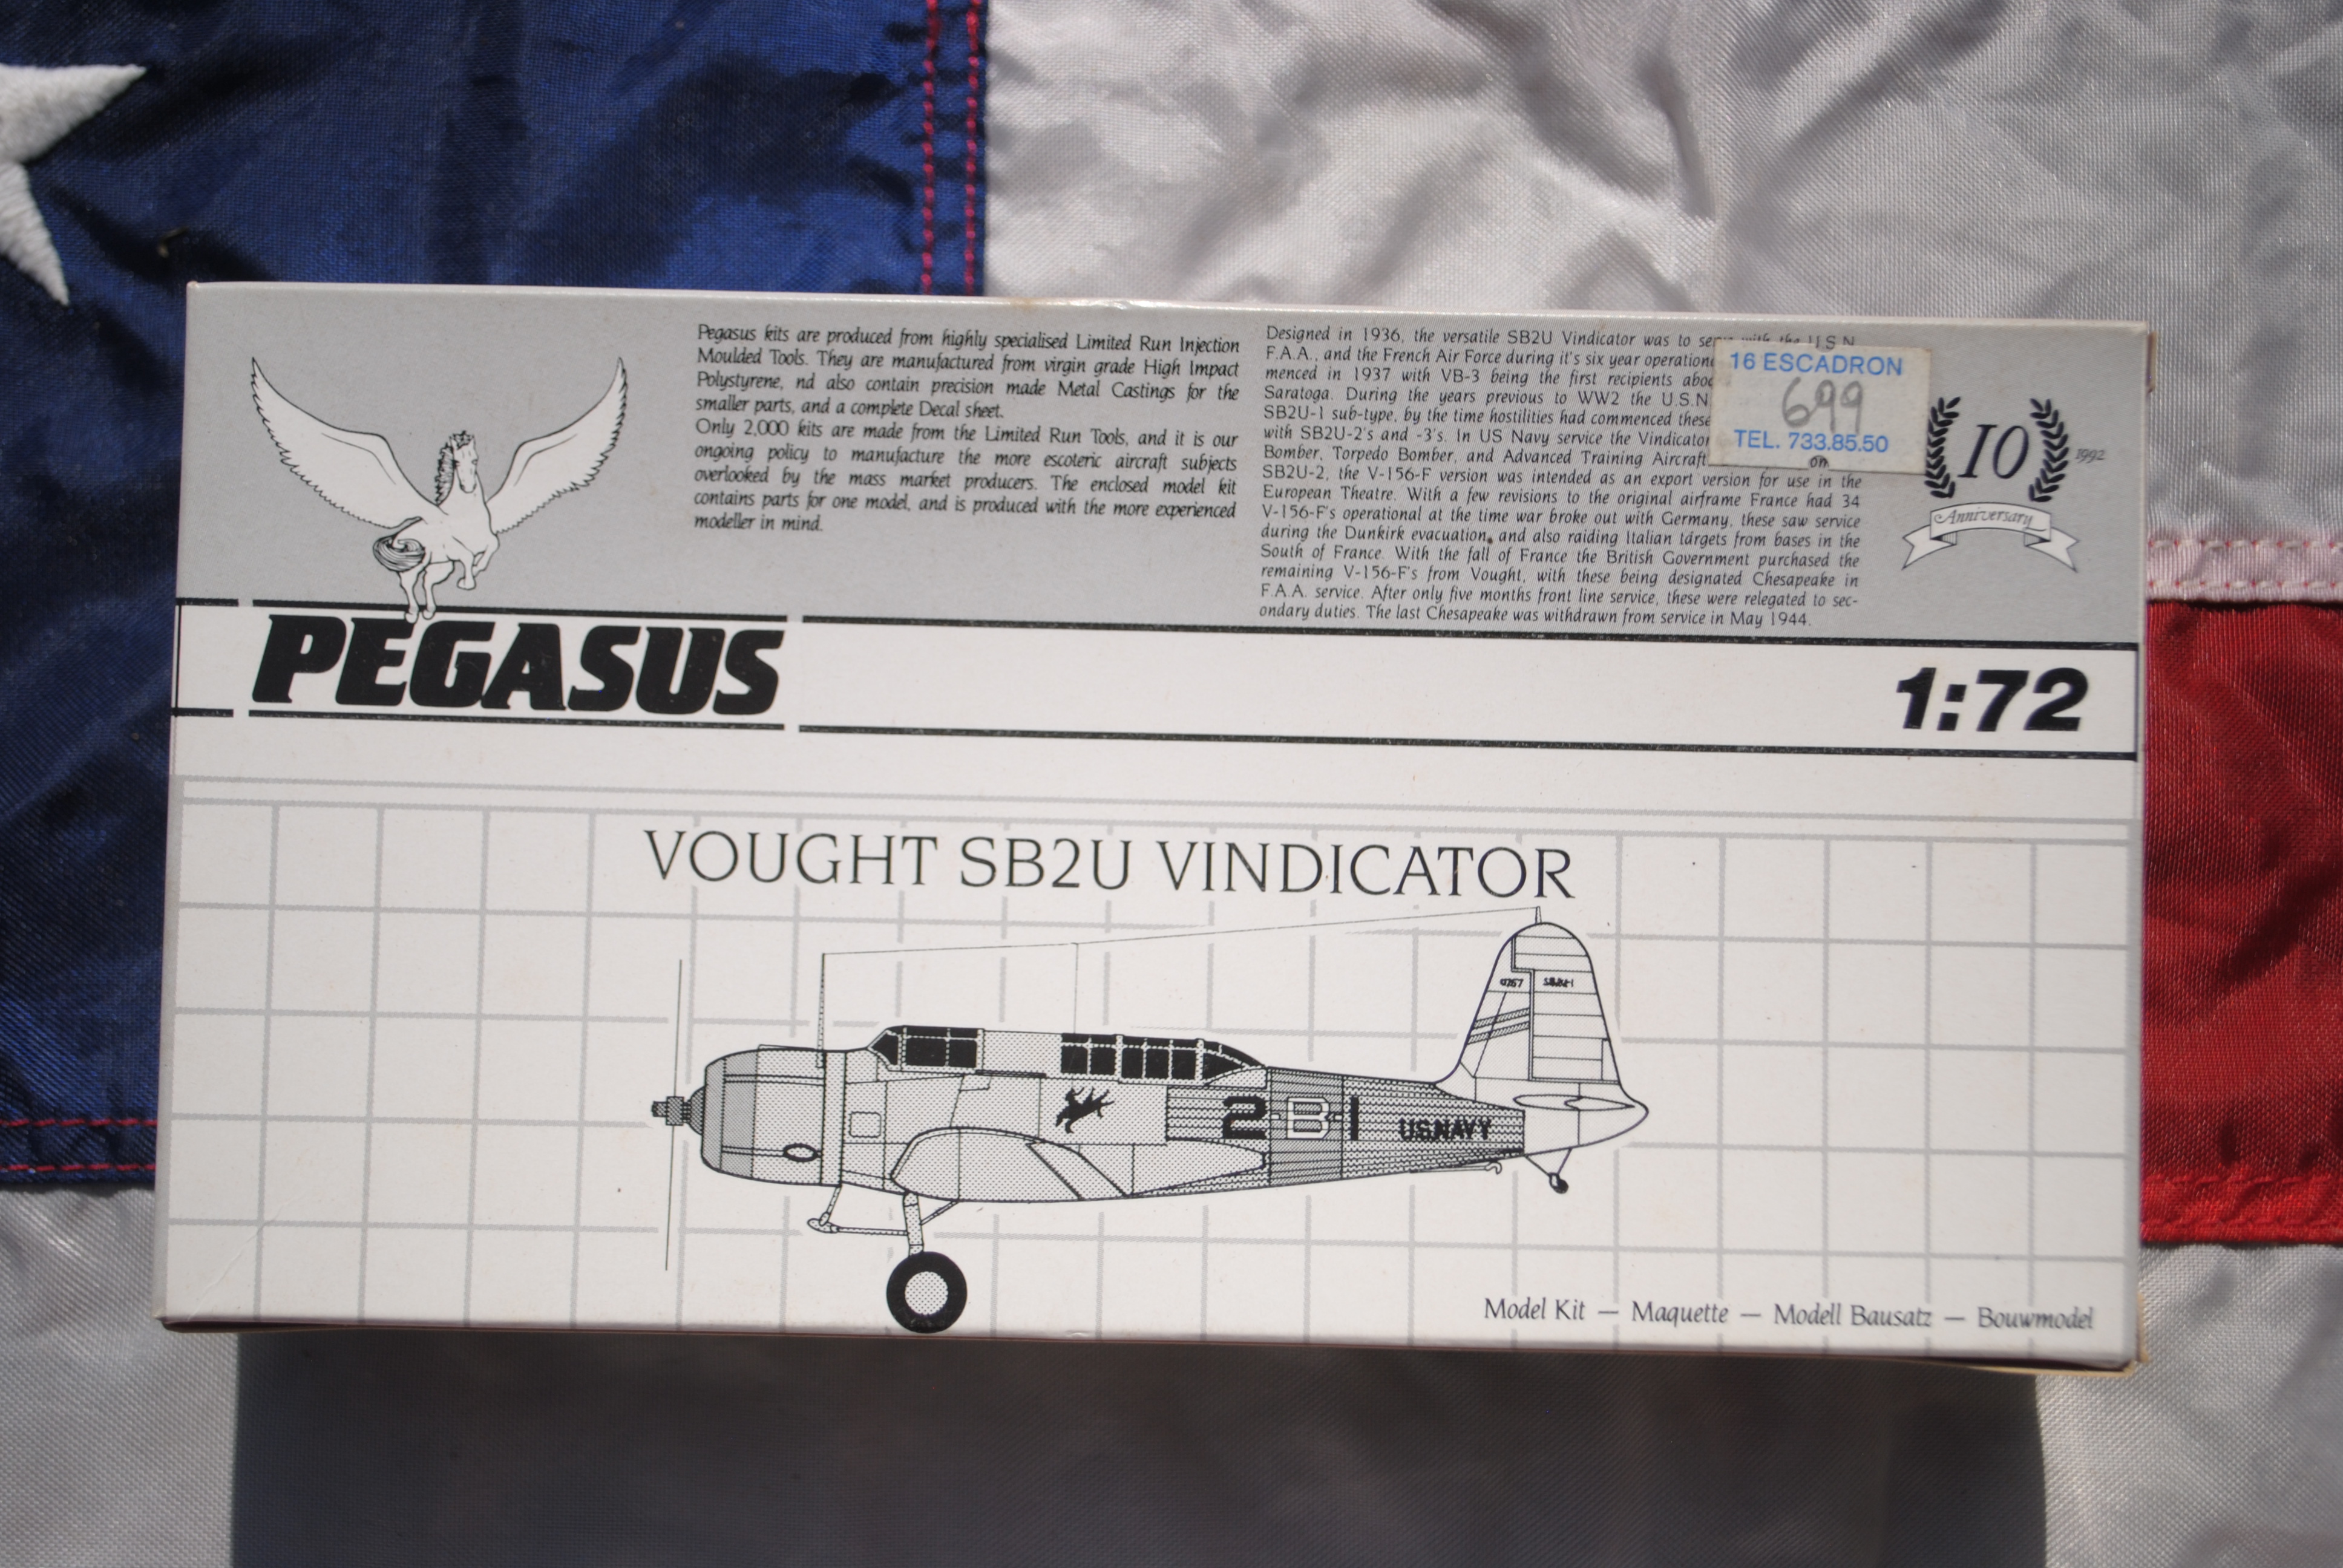 Pegasus kits are produced from highly specialised Limited Run Injection
Moulded Tools. They are manufactured from virgin grade High Impact
Polystyrene, nd also contain precision made Metal Castings for the
smaller parts, and a complete Decal sheet.
Only 2,000 kits are made from the Limited Run Tools, and it is our
ongoing policy to manufacture the more escoteric aircraft subjects
overlooked by the mass market producers. The enclosed model kit
contains parts for one model, and is produced with the more experienced
modeller in mind.
Designed in 1936, the versatile SB2U Vindicator was to serve with the U.S.N.
F.A.A., and the French Air Force during it's six year operation
menced in 1937 with VB-3 being the first recipients abo
Saratoga. During the years previous to WW2 the U.S.N.
SB2U-1 sub-type, by the time hostilities had commenced these
with SB2U-2's and -3's. In US Navy service the Vindicator
Bomber, Torpedo Bomber, and Advanced Training Aircraft. on
SB2U-2, the V-156-F version was intended as an export version for use in the
European Theatre. With a few revisions to the original airframe France had 34
V-156-F's operational at the time war broke out with Germany, these saw service
during the Dunkirk evacuation, and also raiding Italian targets from bases in the
South of France. With the fall of France the British Government purchased the
remaining V-156-F's from Vought, with these being designated Chesapeake in
F.A.A. service. After only five months front line service, these were relegated to sec-
ondary duties. The last Chesapeake was withdrawn from service in May 1944.
16 ESCADRON
699
TEL. 733.85.50
10
1992
Anniversary
PEGASUS
1:72
VOUGHT SB2U VINDICATOR
SB2U-1
2-B-1
U.S.NAVY
Model Kit — Maquette — Modell Bausatz — Bouwmodel